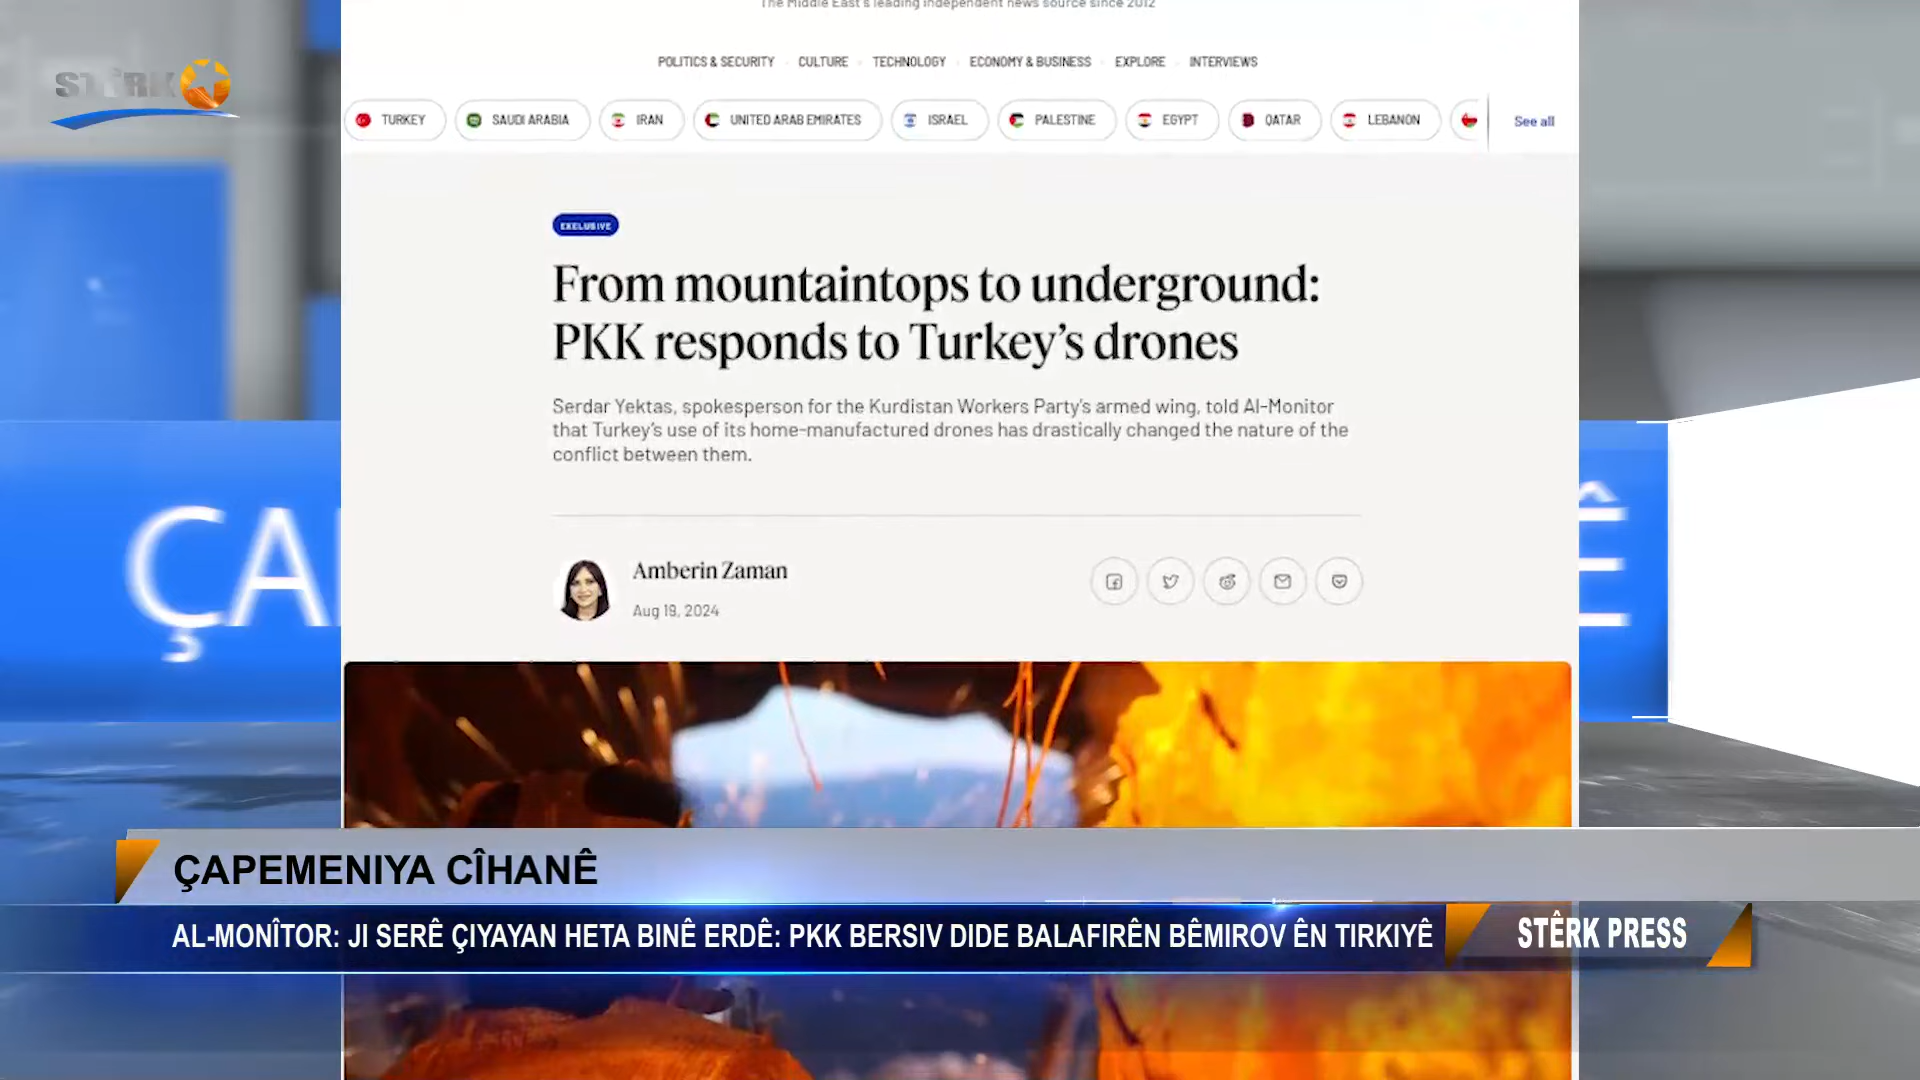 The Middle East's leading independent news source since 2012
POLITICS & SECURITY CULTURE TECHNOLOGY ECONOMY & BUSINESS EXPLORE INTERVIEWS
STÊRK
TURKEY SAUDI ARABIA IRAN UNITED ARAB EMIRATES ISRAEL PALESTINE EGYPT QATAR LEBANON See all
EXCLUSIVE
From mountaintops to underground:
PKK responds to Turkey's drones
Serdar Yektas, spokesperson for the Kurdistan Workers Party's armed wing, told Al-Monitor
that Turkey's use of its home-manufactured drones has drastically changed the nature of the
conflict between them.
ÇA Ê
Amberin Zaman
Aug 19, 2024
ÇAPEMENIYA CÎHANÊ
AL-MONÎTOR: JI SERÊ ÇIYAYAN HETA BINÊ ERDÊ: PKK BERSIV DIDE BALAFIRÊN BÊMIROV ÊN TIRKIYÊ STÊRK PRESS